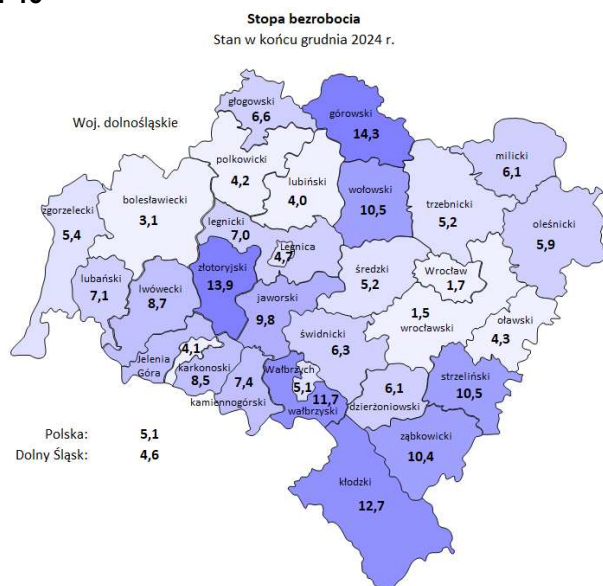 Stopa bezrobocia
Stan w końcu grudnia 2024 r.
Woj. dolnośląskie
głogowski
6,6
górowski
14,3
milicki
6,1
polkowicki
4,2
lubiński
4,0
wołowski
10,5
trzebnicki
5,2
bolesławiecki
3,1
zgorzelecki
5,4
oleśnicki
5,9
legnicki
7,0
Legnica
4,7
lubański
7,1
lwówecki
8,7
złotoryjski
13,9
średzki
5,2
Wrocław
1,7
jaworski
9,8
1,5
wrocławski
oławski
4,3
świdnicki
6,3
4,1
Jelenia
Góra
karkonoski
8,5
7,4
kamiennogórski
Wałbrzych
5,1
11,7
wałbrzyski
6,1
dzierżoniowski
strzeliński
10,5
ząbkowicki
10,4
kłodzki
12,7
Polska: 5,1
Dolny Śląsk: 4,6